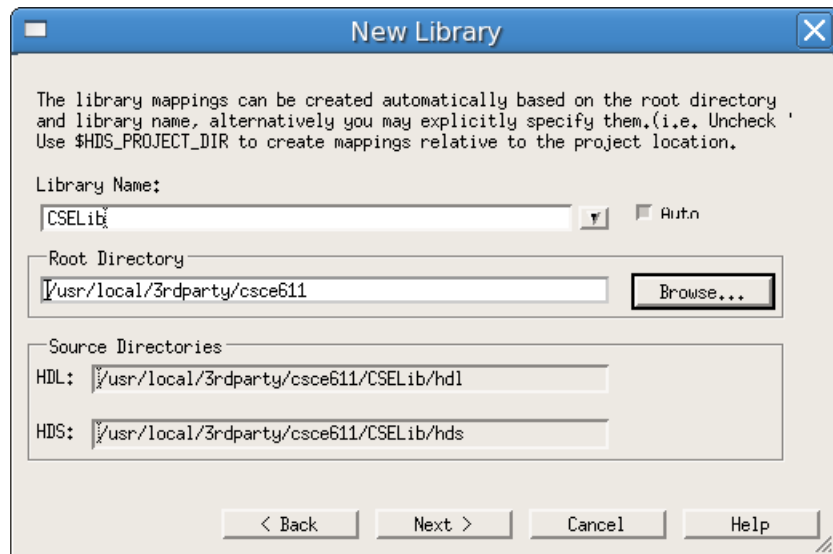 New Library
The library mappings can be created automatically based on the root directory
and library name, alternatively you may explicitly specify them.(i.e. Uncheck '
Use $HDS_PROJECT_DIR to create mappings relative to the project location.
Library Name:
CSELib
Auto
Root Directory
/usr/local/3rdparty/csce611
Browse...
Source Directories
HDL: /usr/local/3rdparty/csce611/CSELib/hdl
HDS: /usr/local/3rdparty/csce611/CSELib/hds
< Back Next > Cancel Help